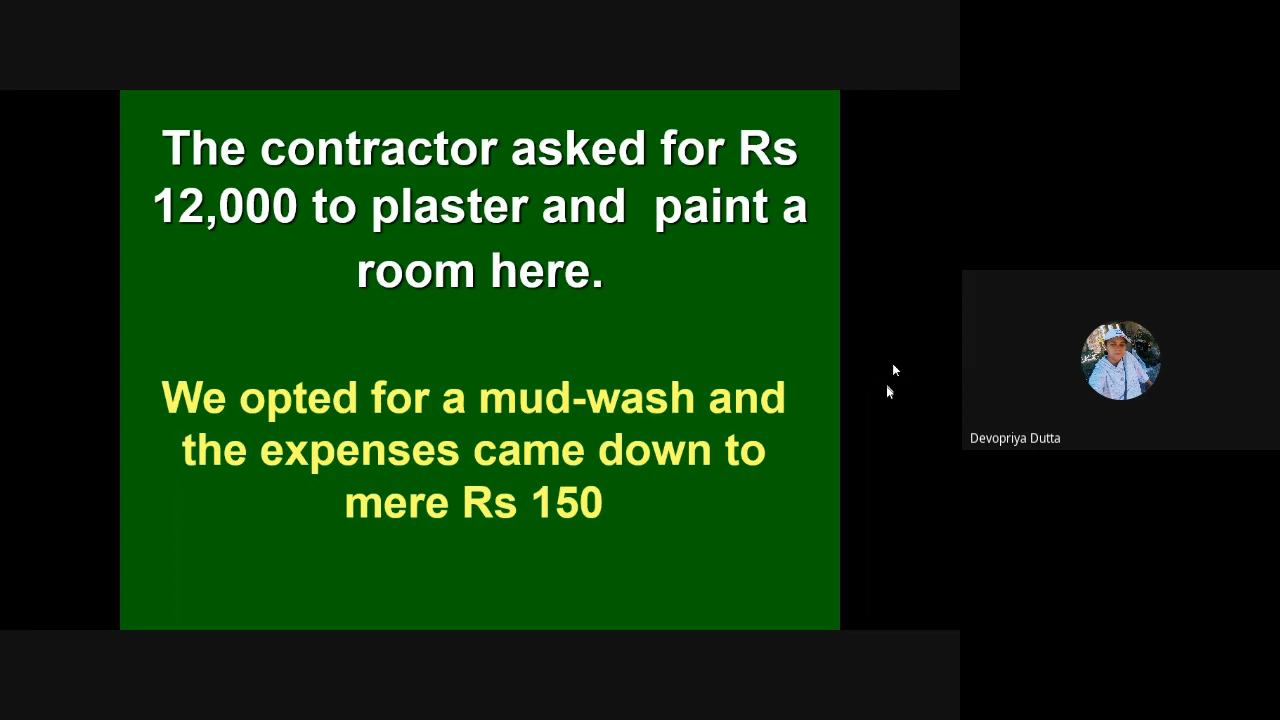 The contractor asked for Rs
12,000 to plaster and  paint a
room here.
We opted for a mud-wash and
the expenses came down to
mere Rs 150
Devopriya Dutta